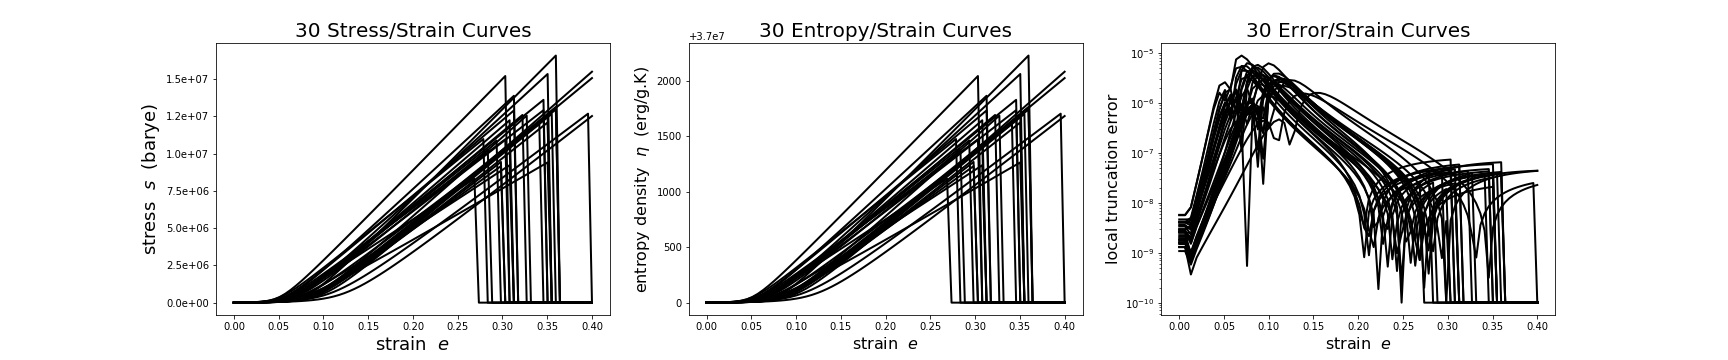 30 Stress/Strain Curves
stress s (barye)
1.5e+07
1.2e+07
1.0e+07
7.5e+06
5.0e+06
2.5e+06
0.0e+00
0.00 0.05 0.10 0.15 0.20 0.25 0.30 0.35 0.40
strain e
30 Entropy/Strain Curves
+3.7e7
entropy density η (erg/g.K)
2000
1500
1000
500
0
0.00 0.05 0.10 0.15 0.20 0.25 0.30 0.35 0.40
strain e
30 Error/Strain Curves
local truncation error
10⁻⁵
10⁻⁶
10⁻⁷
10⁻⁸
10⁻⁹
10⁻¹⁰
0.00 0.05 0.10 0.15 0.20 0.25 0.30 0.35 0.40
strain e